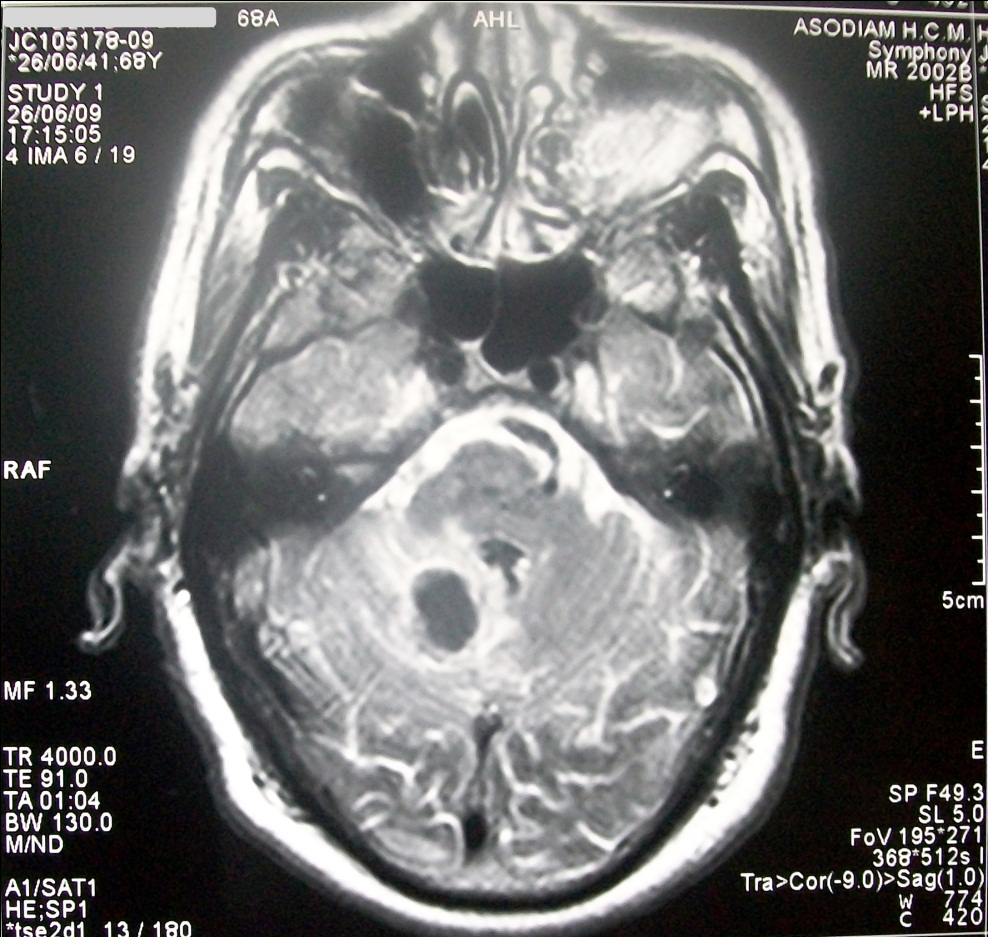 68A
AHL
JC105178-09
*26/06/41,68Y
STUDY 1
26/06/09
17:15:05
4 IMA 6 / 19
ASODIAM H.C.M.
Symphony
MR 2002B
HFS
+LPH
RAF
5cm
MF 1.33
TR 4000.0
TE 91.0
TA 01:04
BW 130.0
M/ND
A1/SAT1
HE;SP1
*tse2d1 13 / 180
E
SP F49.3
SL 5.0
FoV 195*271
368*512s I
Tra>Cor(-9.0)>Sag(1.0)
W 774
C 420